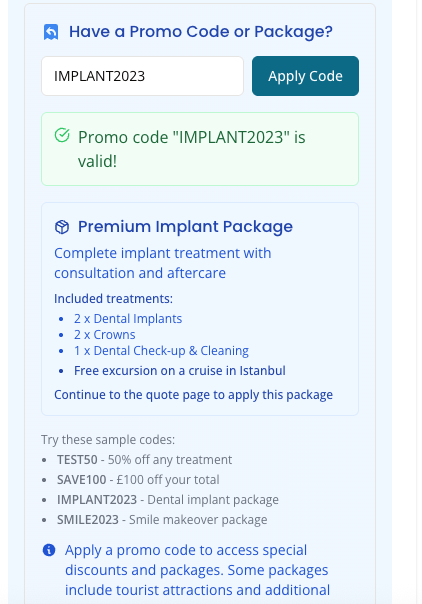 Have a Promo Code or Package?
IMPLANT2023
Apply Code
Promo code "IMPLANT2023" is
valid!
Premium Implant Package
Complete implant treatment with
consultation and aftercare
Included treatments:
• 2 x Dental Implants
• 2 x Crowns
• 1 x Dental Check-up & Cleaning
• Free excursion on a cruise in Istanbul
Continue to the quote page to apply this package
Try these sample codes:
• TEST50 - 50% off any treatment
• SAVE100 - £100 off your total
• IMPLANT2023 - Dental implant package
• SMILE2023 - Smile makeover package
Apply a promo code to access special
discounts and packages. Some packages
include tourist attractions and additional